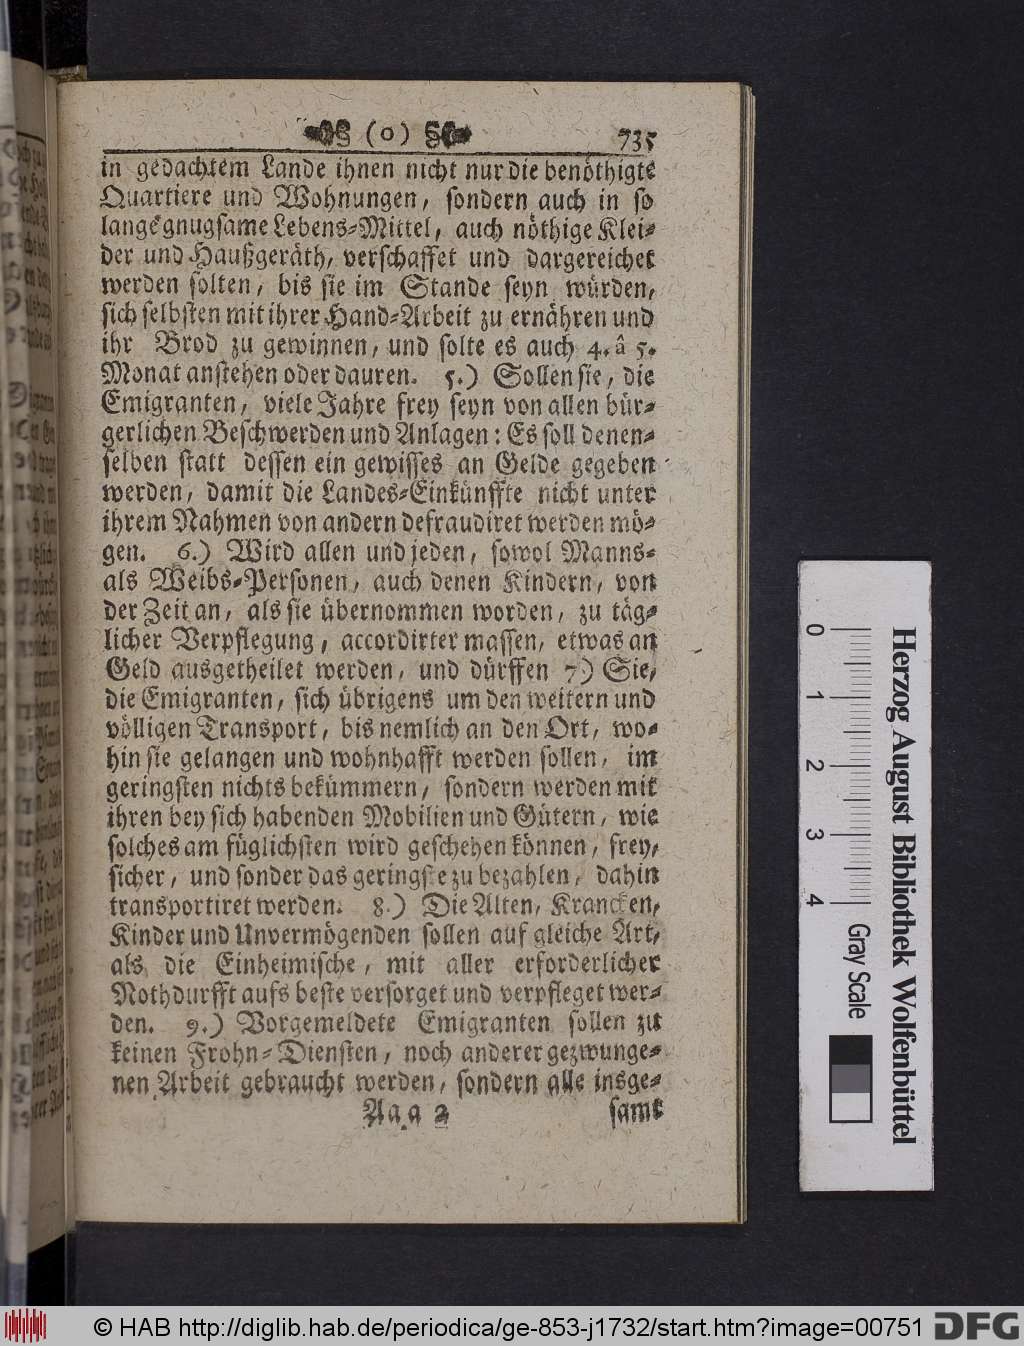 (0) 735
in gedachtem Lande ihnen nicht nur die benöthigte
Quartiere und Wohnungen, sondern auch in so
lange gnugsame Lebens-Mittel, auch nöthige Klei-
der und Haußgeräth, verschaffet und dargereichet
werden solten, bis sie im Stande seyn würden,
sich selbsten mit ihrer Hand-Arbeit zu ernähren und
ihr Brod zu gewinnen, und solte es auch 4. â 5.
Monat anstehen oder dauren. 5.) Sollen sie, die
Emigranten, viele Jahre frey seyn von allen bür-
gerlichen Beschwerden und Anlagen: Es soll denen-
selben statt dessen ein gewisses an Gelde gegeben
werden, damit die Landes-Einkünffte nicht unter
ihrem Nahmen von andern defraudiret werden mö-
gen. 6.) Wird allen und jeden, sowol Manns-
als Weibs-Personen, auch denen Kindern, von
der Zeit an, als sie übernommen worden, zu täg-
licher Verpflegung, accordirter massen, etwas an
Geld ausgetheilet werden, und dürffen 7.) Sie,
die Emigranten, sich übrigens um den weitern und
völligen Transport, bis nemlich an den Ort, wo-
hin sie gelangen und wohnhafft werden sollen, im
geringsten nichts bekümmern, sondern werden mit
ihren bey sich habenden Mobilien und Gütern, wie
solches am füglichsten wird geschehen können, frey,
sicher, und sonder das geringste zu bezahlen, dahin
transportiret werden. 8.) Die Alten, Krancken,
Kinder und Unvermögenden sollen auf gleiche Art,
als die Einheimische, mit aller erforderlicher
Nothdurfft aufs beste versorget und verpfleget wer-
den. 9.) Vorgemeldete Emigranten sollen zu
keinen Frohn-Diensten, noch anderer gezwunge-
nen Arbeit gebraucht werden, sondern alle insge-
Aaa 2 samt
Herzog August Bibliothek Wolfenbüttel
0 1 2 3 4 Gray Scale
© HAB http://diglib.hab.de/periodica/ge-853-j1732/start.htm?image=00751 DFG